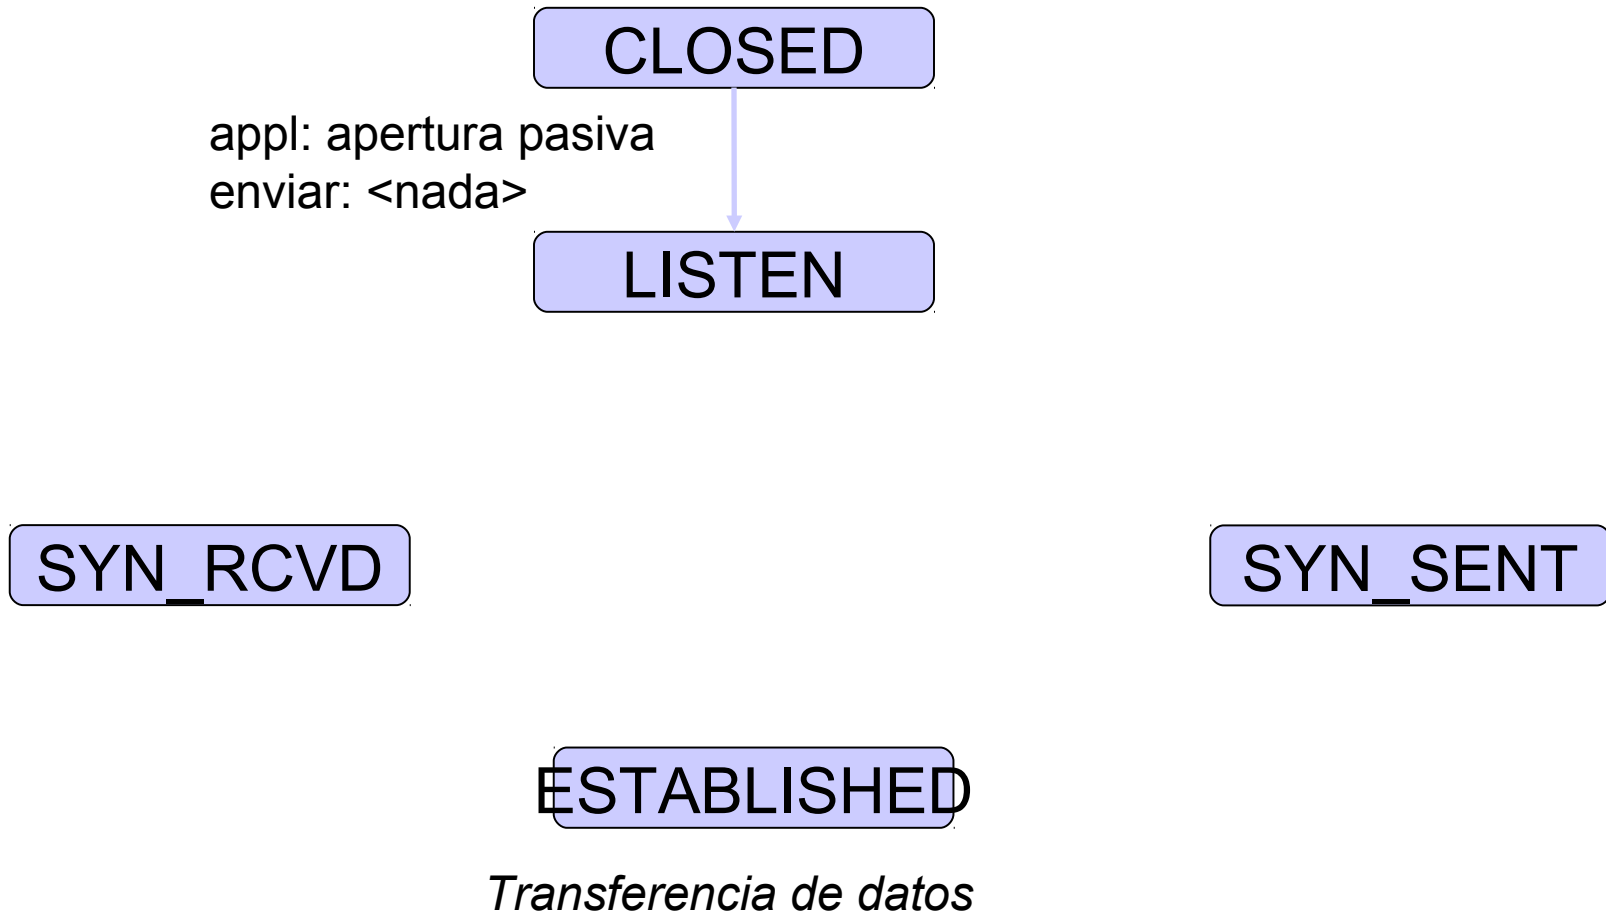 CLOSED
appl: apertura pasiva
enviar: <nada>
LISTEN
SYN_RCVD
SYN_SENT
ESTABLISHED
Transferencia de datos